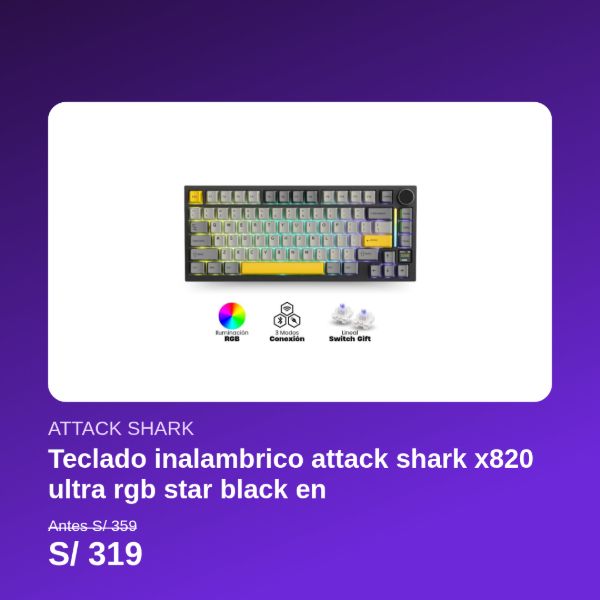 Iluminación
RGB
3 Modos
Conexión
Lineal
Switch Gift
ATTACK SHARK
Teclado inalambrico attack shark x820
ultra rgb star black en
Antes S/ 359
S/ 319